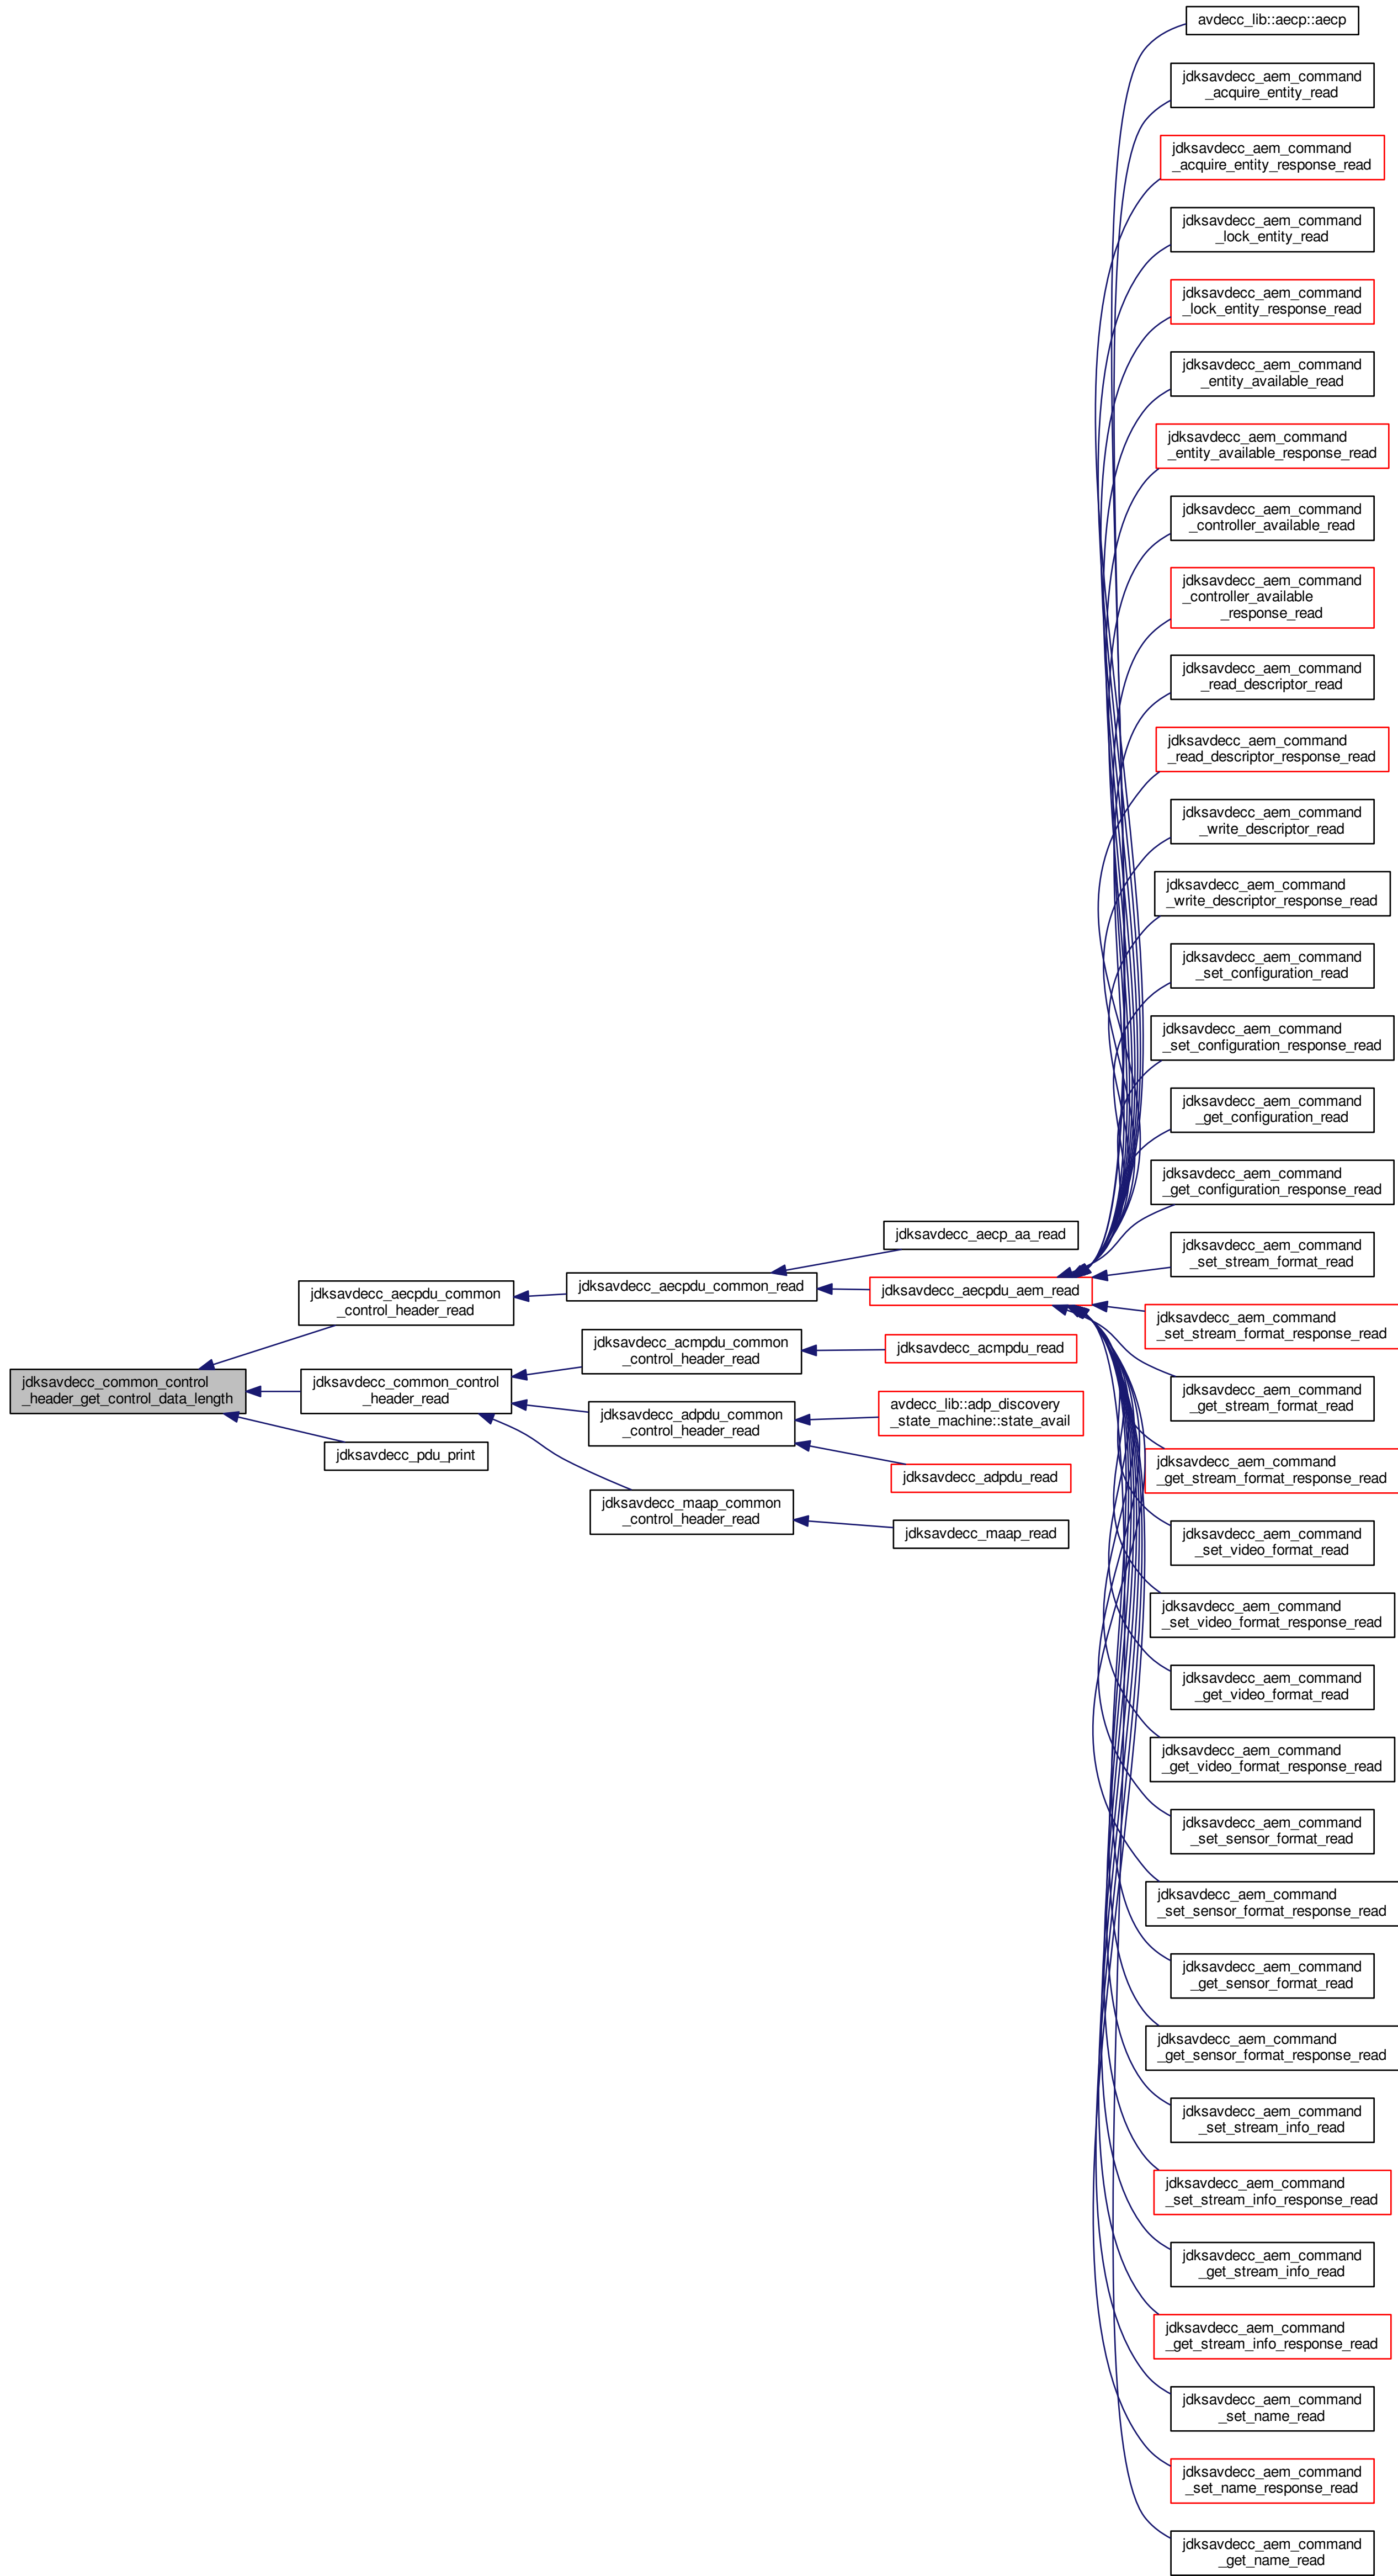 avdecc_lib::aecp::aecp
jdksavdecc_aem_command
_acquire_entity_read
jdksavdecc_aem_command
_acquire_entity_response_read
jdksavdecc_aem_command
_lock_entity_read
jdksavdecc_aem_command
_lock_entity_response_read
jdksavdecc_aem_command
_entity_available_read
jdksavdecc_aem_command
_entity_available_response_read
jdksavdecc_aem_command
_controller_available_read
jdksavdecc_aem_command
_controller_available
_response_read
jdksavdecc_aem_command
_read_descriptor_read
jdksavdecc_aem_command
_read_descriptor_response_read
jdksavdecc_aem_command
_write_descriptor_read
jdksavdecc_aem_command
_write_descriptor_response_read
jdksavdecc_aem_command
_set_configuration_read
jdksavdecc_aem_command
_set_configuration_response_read
jdksavdecc_aem_command
_get_configuration_read
jdksavdecc_aem_command
_get_configuration_response_read
jdksavdecc_aecp_aa_read
jdksavdecc_aem_command
_set_stream_format_read
jdksavdecc_aecpdu_common
_control_header_read
jdksavdecc_aecpdu_common_read
jdksavdecc_aecpdu_aem_read
jdksavdecc_aem_command
_set_stream_format_response_read
jdksavdecc_acmpdu_common
_control_header_read
jdksavdecc_acmpdu_read
jdksavdecc_common_control
_header_get_control_data_length
jdksavdecc_common_control
_header_read
jdksavdecc_aem_command
_get_stream_format_read
jdksavdecc_adpdu_common
_control_header_read
avdecc_lib::adp_discovery
_state_machine::state_avail
jdksavdecc_pdu_print
jdksavdecc_adpdu_read
jdksavdecc_aem_command
_get_stream_format_response_read
jdksavdecc_maap_common
_control_header_read
jdksavdecc_maap_read
jdksavdecc_aem_command
_set_video_format_read
jdksavdecc_aem_command
_set_video_format_response_read
jdksavdecc_aem_command
_get_video_format_read
jdksavdecc_aem_command
_get_video_format_response_read
jdksavdecc_aem_command
_set_sensor_format_read
jdksavdecc_aem_command
_set_sensor_format_response_read
jdksavdecc_aem_command
_get_sensor_format_read
jdksavdecc_aem_command
_get_sensor_format_response_read
jdksavdecc_aem_command
_set_stream_info_read
jdksavdecc_aem_command
_set_stream_info_response_read
jdksavdecc_aem_command
_get_stream_info_read
jdksavdecc_aem_command
_get_stream_info_response_read
jdksavdecc_aem_command
_set_name_read
jdksavdecc_aem_command
_set_name_response_read
jdksavdecc_aem_command
_get_name_read